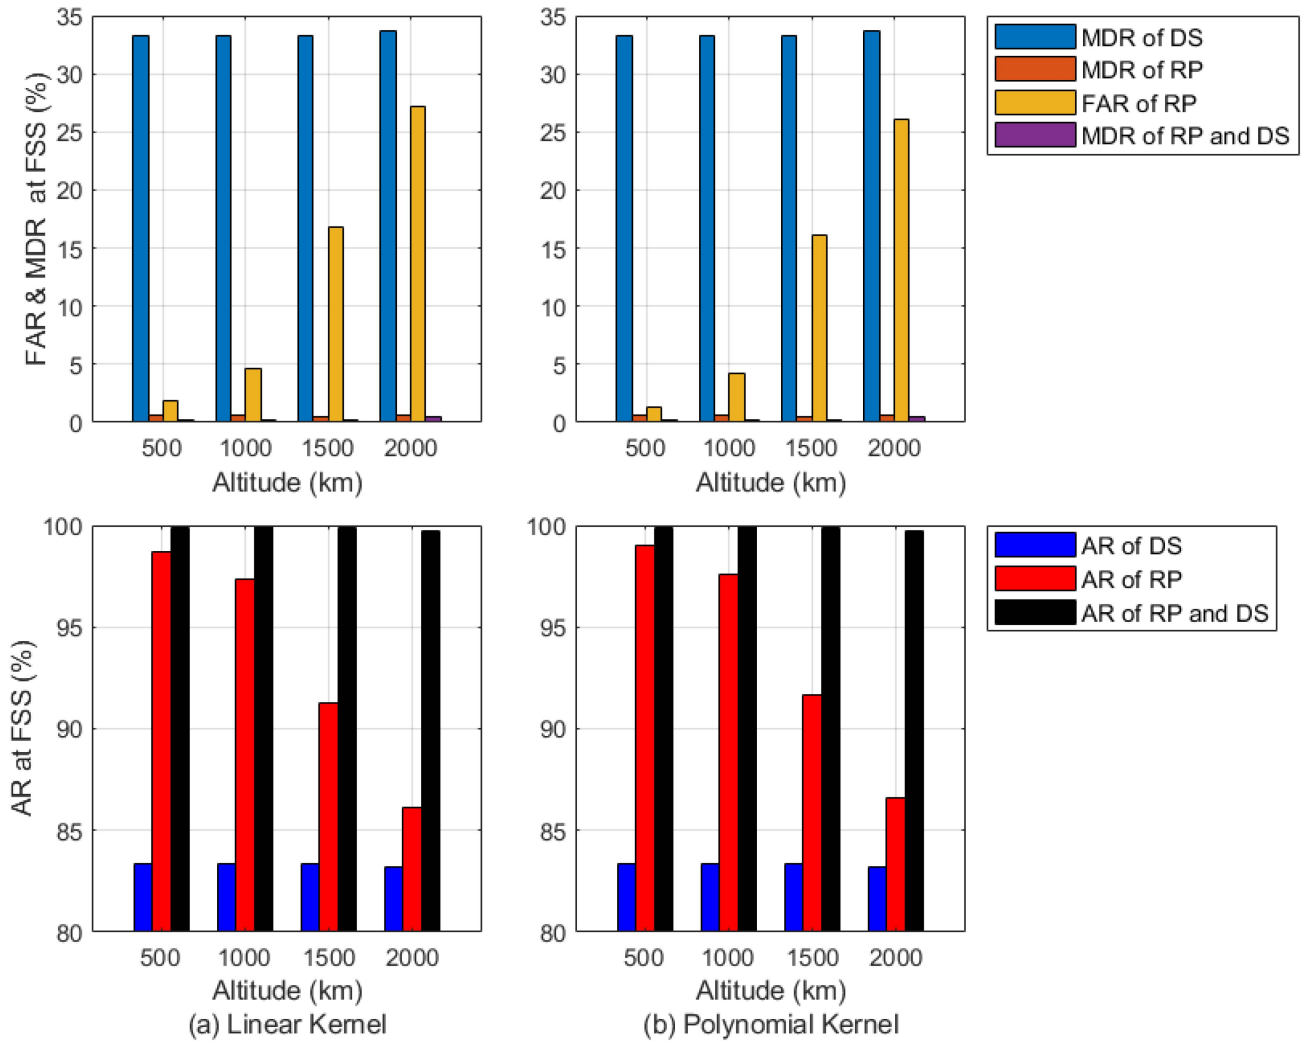 FAR & MDR at FSS (%)
35
30
25
20
15
10
5
0
500 1000 1500 2000
Altitude (km)
35
30
25
20
15
10
5
0
500 1000 1500 2000
Altitude (km)
MDR of DS
MDR of RP
FAR of RP
MDR of RP and DS
AR at FSS (%)
100
95
90
85
80
500 1000 1500 2000
Altitude (km)
(a) Linear Kernel
100
95
90
85
80
500 1000 1500 2000
Altitude (km)
(b) Polynomial Kernel
AR of DS
AR of RP
AR of RP and DS